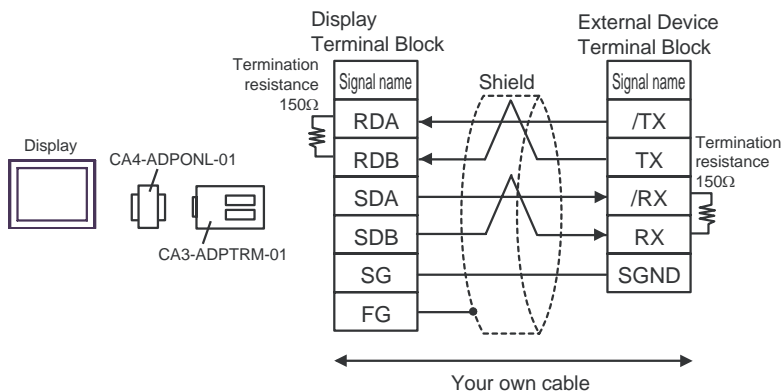 Display
Terminal Block
External Device
Terminal Block
Termination
resistance
150Ω
Signal name
Shield
Signal name
RDA
/TX
Display
CA4-ADPONL-01
RDB
TX
Termination
resistance
150Ω
SDA
/RX
CA3-ADPTRM-01
SDB
RX
SG
SGND
FG
Your own cable